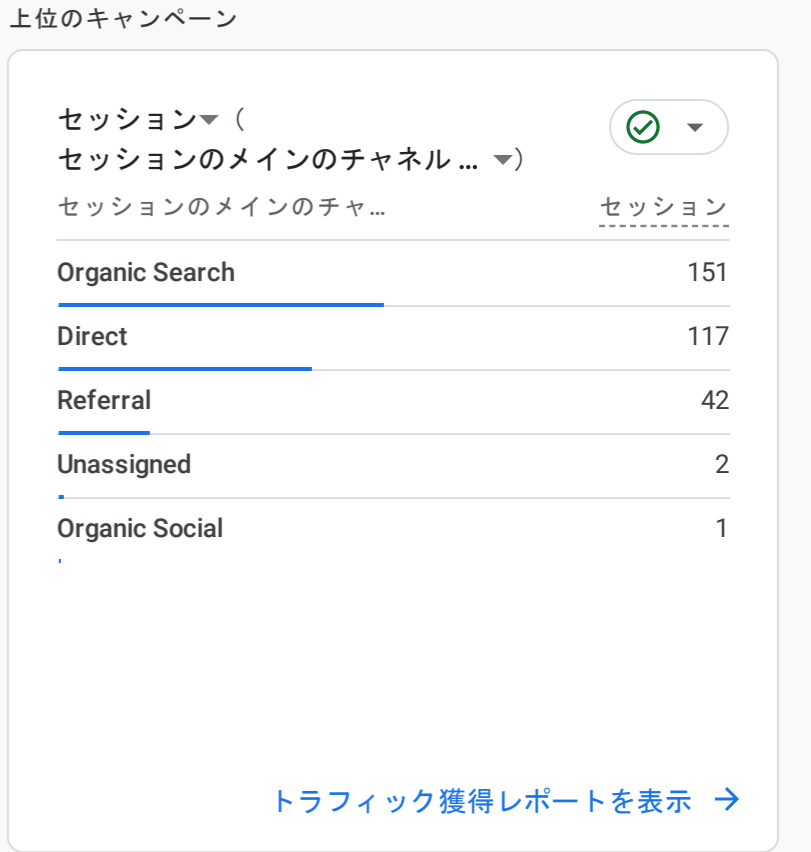 上位のキャンペーン
セッション (
セッションのメインのチャネル ... )
セッションのメインのチャ... セッション
Organic Search 151
Direct 117
Referral 42
Unassigned 2
Organic Social 1
トラフィック獲得レポートを表示